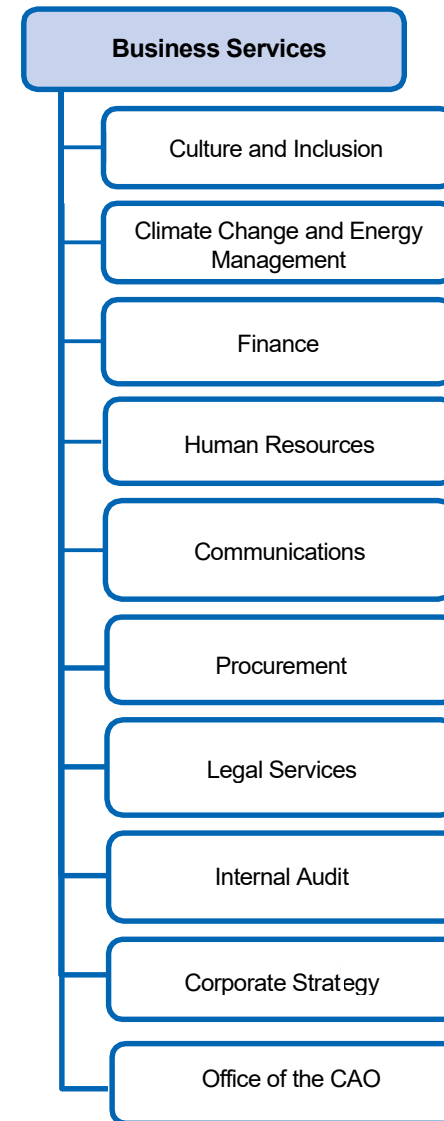 Business Services
Culture and Inclusion
Climate Change and Energy
Management
Finance
Human Resources
Communications
Procurement
Legal Services
Internal Audit
Corporate Strategy
Office of the CAO